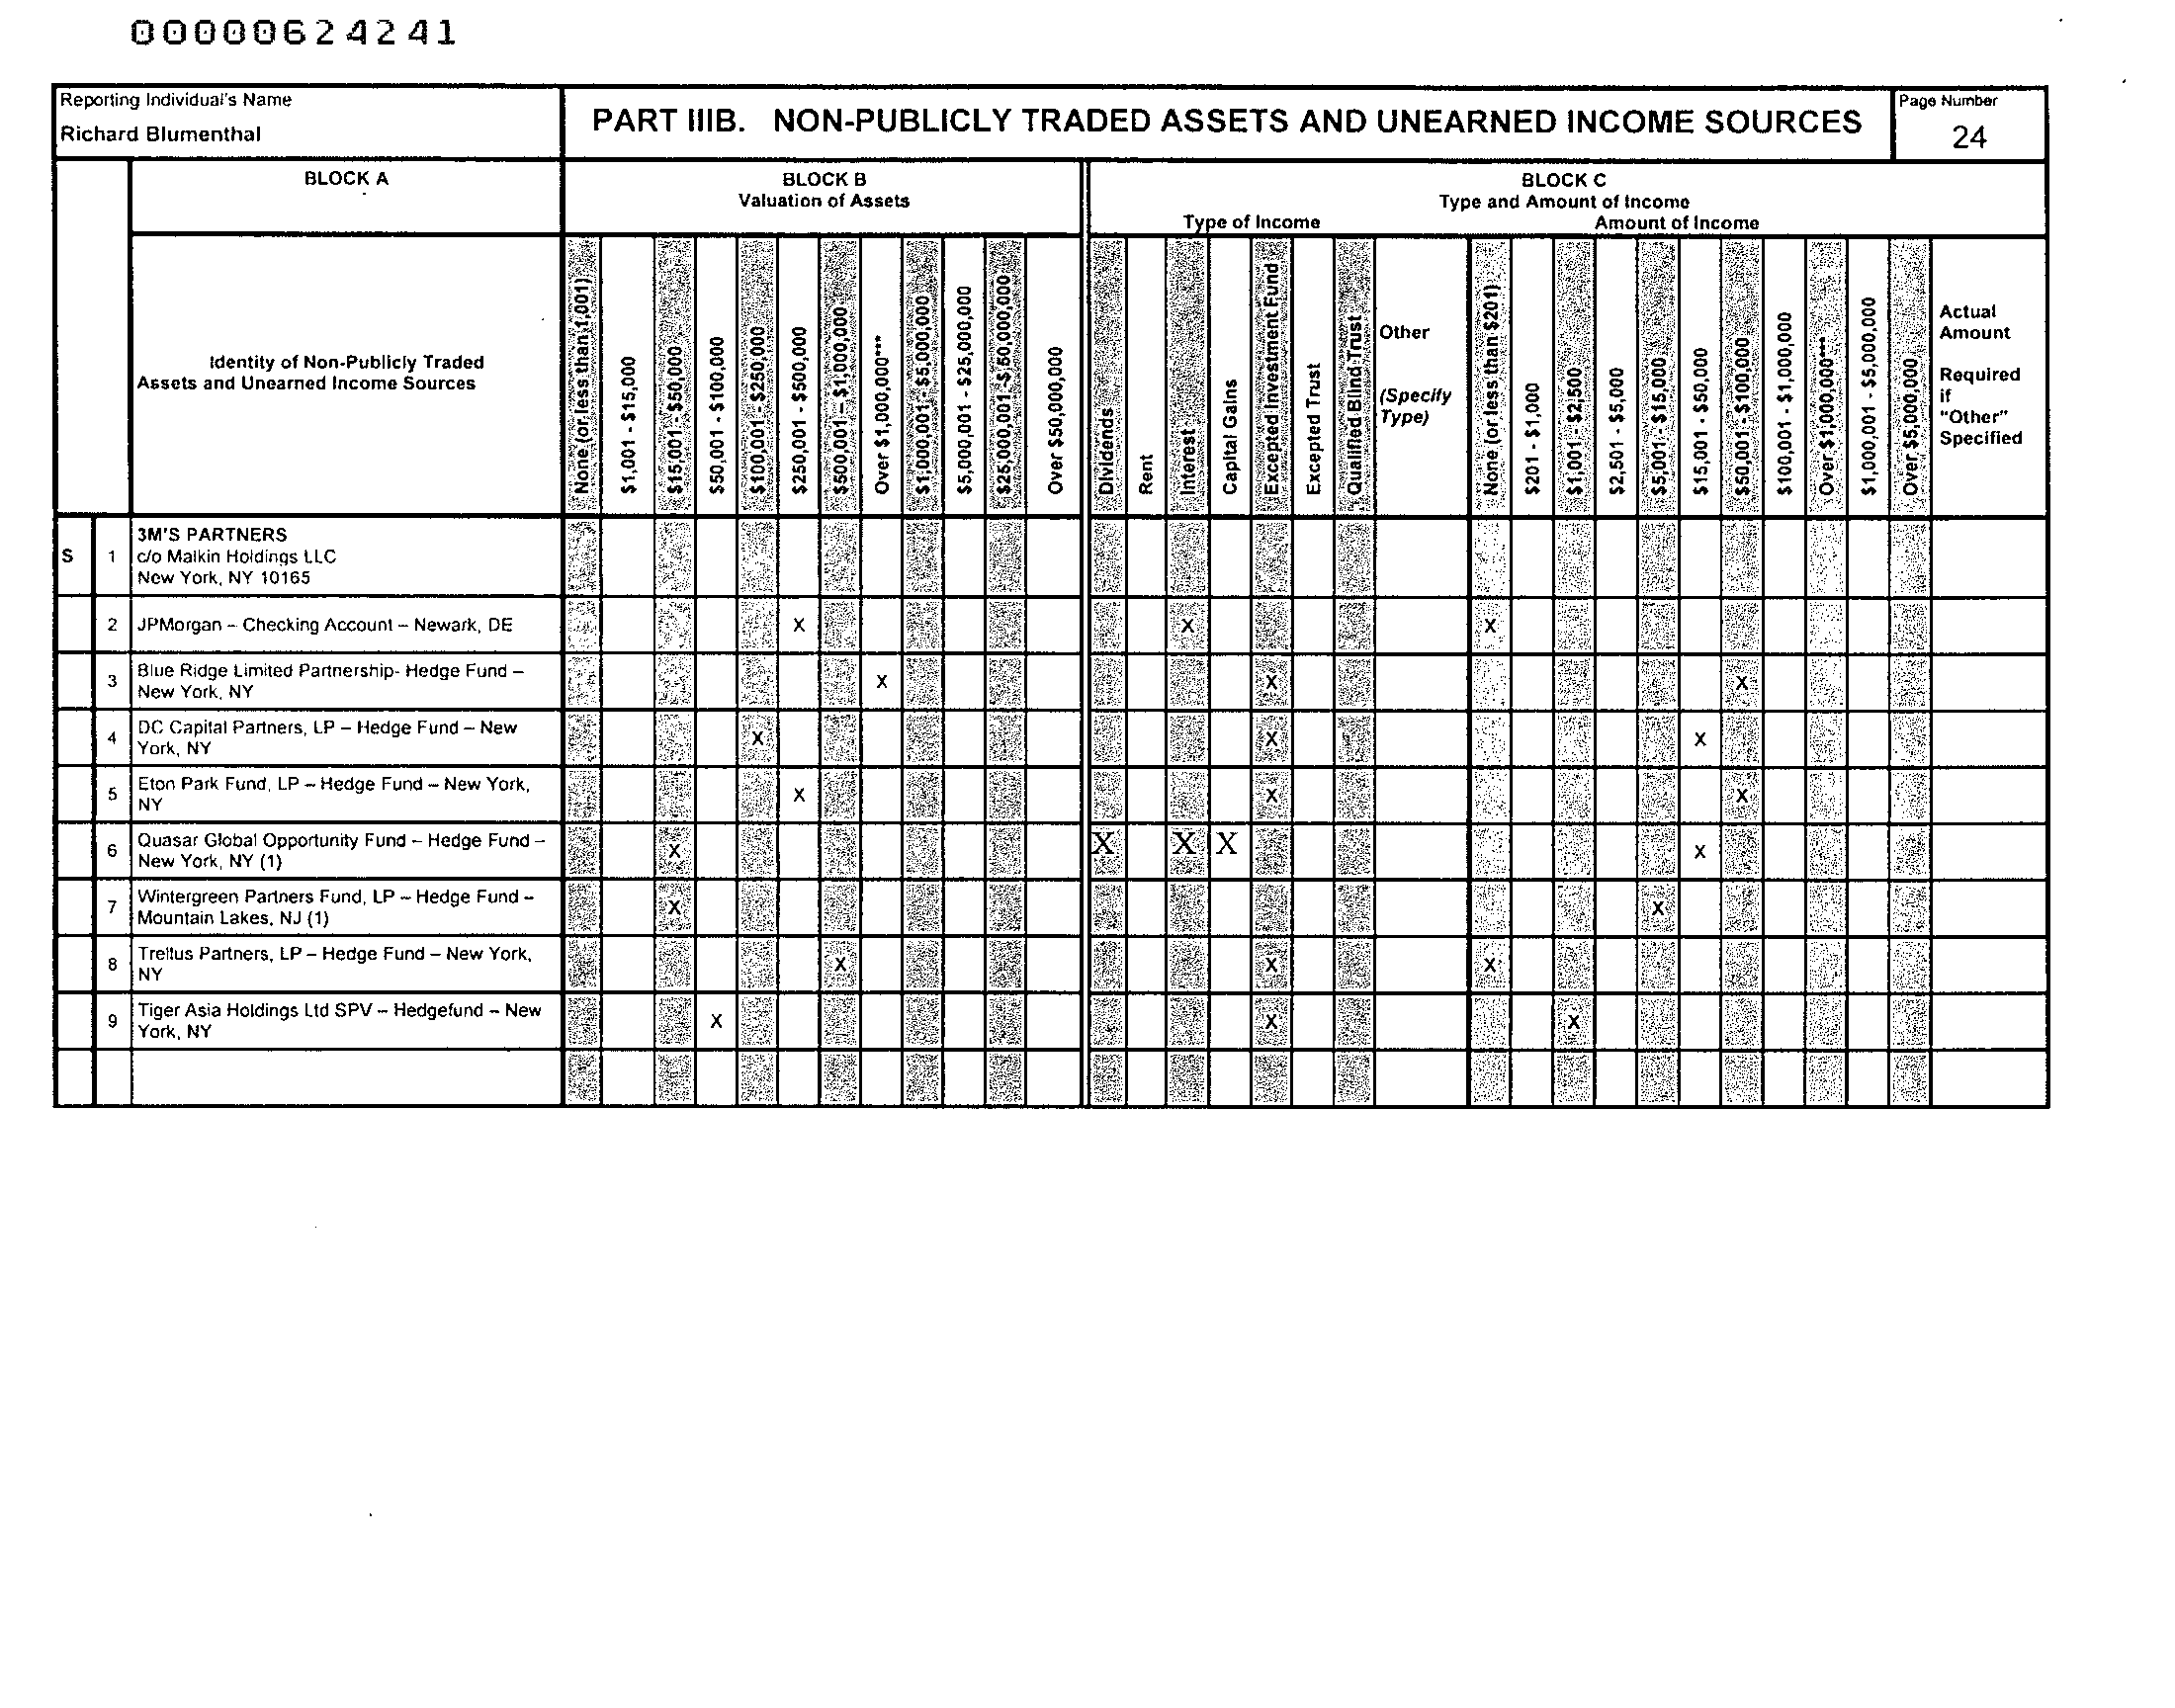 00000624241
Reporting Individual's Name
Richard Blumenthal
PART IIIB. NON-PUBLICLY TRADED ASSETS AND UNEARNED INCOME SOURCES
Page Number
24
BLOCK A
BLOCK B
Valuation of Assets
BLOCK C
Type and Amount of Income
Type of Income
Amount of Income
Identity of Non-Publicly Traded
Assets and Unearned Income Sources
None (or less than 1,001)
$1,001 - $15,000
$15,001 - $50,000
$50,001 - $100,000
$100,001 - $250,000
$250,001 - $500,000
$500,001 – $1,000,000
Over $1,000,000***
$1,000,001 - $5,000,000
$5,000,001 - $25,000,000
$25,000,001 - $50,000,000
Over $50,000,000
Dividends
Rent
Interest
Capital Gains
Excepted Investment Fund
Excepted Trust
Qualified Blind Trust
Other
(Specify
Type)
None (or less than $201)
$201 - $1,000
$1,001 - $2,500
$2,501 - $5,000
$5,001 - $15,000
$15,001 - $50,000
$50,001 - $100,000
$100,001 - $1,000,000
Over $1,000,000***
$1,000,001 - $5,000,000
Over $5,000,000
Actual
Amount
Required
if
"Other"
Specified
S 1 3M'S PARTNERS
c/o Malkin Holdings LLC
New York, NY 10165
2 JPMorgan – Checking Account – Newark, DE X X X
3 Blue Ridge Limited Partnership- Hedge Fund –
New York, NY X X X
4 DC Capital Partners, LP – Hedge Fund – New
York, NY X X X
5 Eton Park Fund, LP – Hedge Fund – New York,
NY X X X
6 Quasar Global Opportunity Fund – Hedge Fund –
New York, NY (1) X X X X X
7 Wintergreen Partners Fund, LP – Hedge Fund –
Mountain Lakes, NJ (1) X X
8 Trellus Partners, LP – Hedge Fund – New York,
NY X X X
9 Tiger Asia Holdings Ltd SPV – Hedgefund – New
York, NY X X X